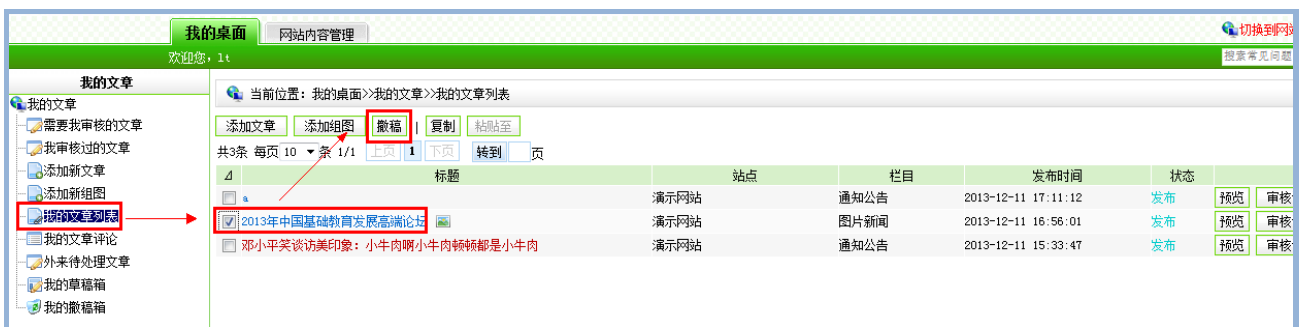 我的桌面 网站内容管理 切换到网
欢迎您，lt 搜索常见问题
我的文章
我的文章
需要我审核的文章
我审核过的文章
添加新文章
添加新组图
我的文章列表
我的文章评论
外来待处理文章
我的草稿箱
我的撤稿箱
当前位置：我的桌面>>我的文章>>我的文章列表
添加文章 添加组图 撤稿 | 复制 粘贴至
共3条 每页 10 条 1/1 上页 1 下页 转到 页
标题 站点 栏目 发布时间 状态
a 演示网站 通知公告 2013-12-11 17:11:12 发布 预览 审核
2013年中国基础教育发展高端论坛 演示网站 图片新闻 2013-12-11 16:56:01 发布 预览 审核
邓小平笑谈访美印象：小牛肉啊小牛肉顿顿都是小牛肉 演示网站 通知公告 2013-12-11 15:33:47 发布 预览 审核